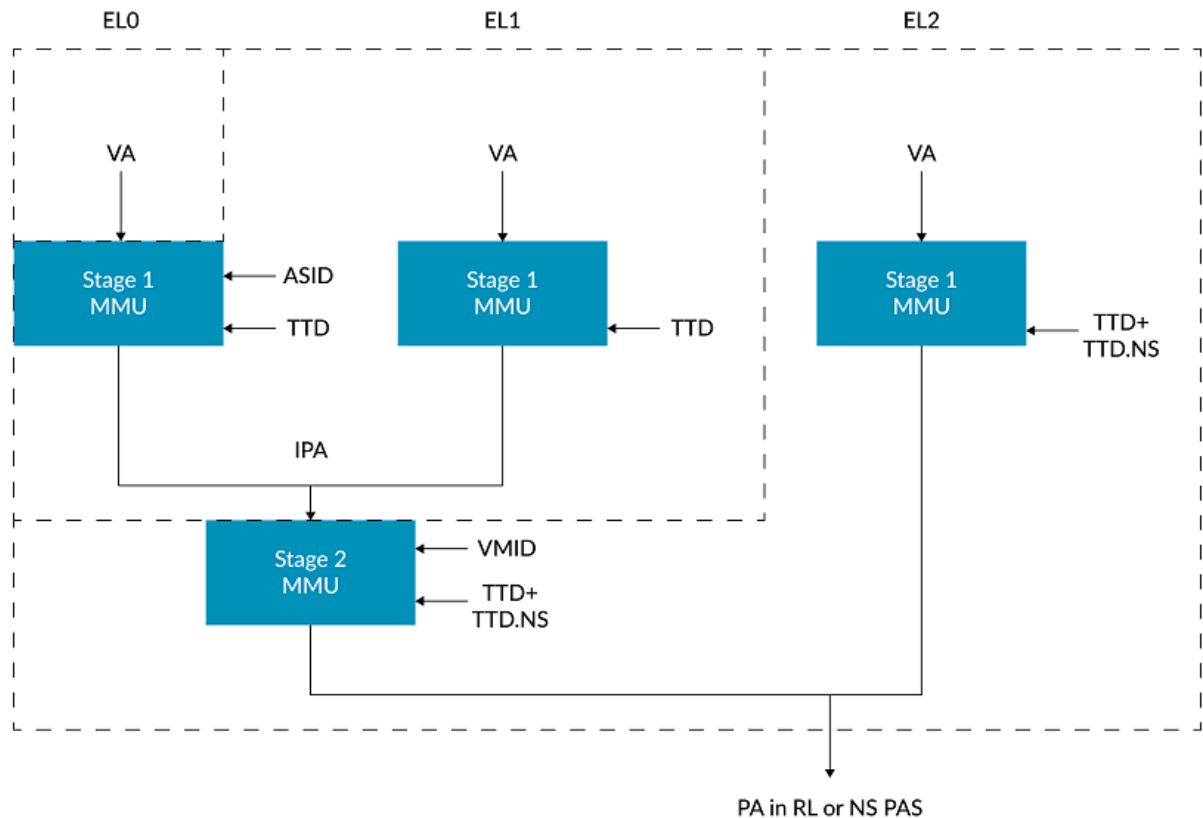 EL0
EL1
EL2
VA
VA
VA
Stage 1
MMU
ASID
TTD
Stage 1
MMU
TTD
Stage 1
MMU
TTD+
TTD.NS
IPA
Stage 2
MMU
VMID
TTD+
TTD.NS
PA in RL or NS PAS